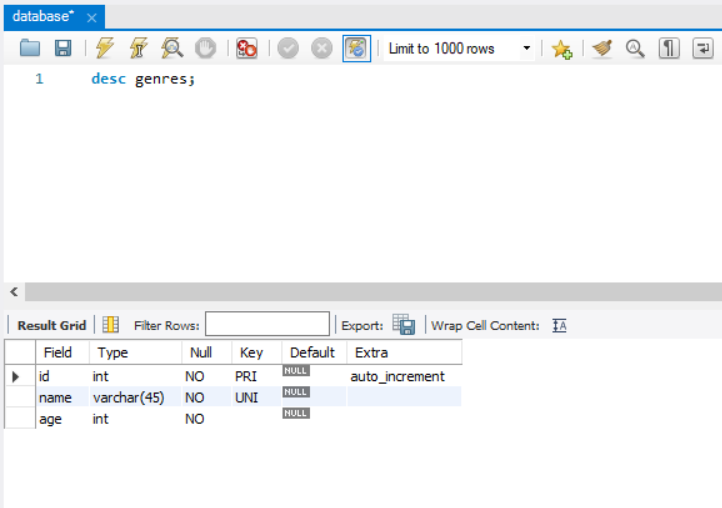 database*
Limit to 1000 rows
1 desc genres;
Result Grid Filter Rows: Export: Wrap Cell Content: IA
Field Type Null Key Default Extra
id int NO PRI NULL auto_increment
name varchar(45) NO UNI NULL
age int NO NULL